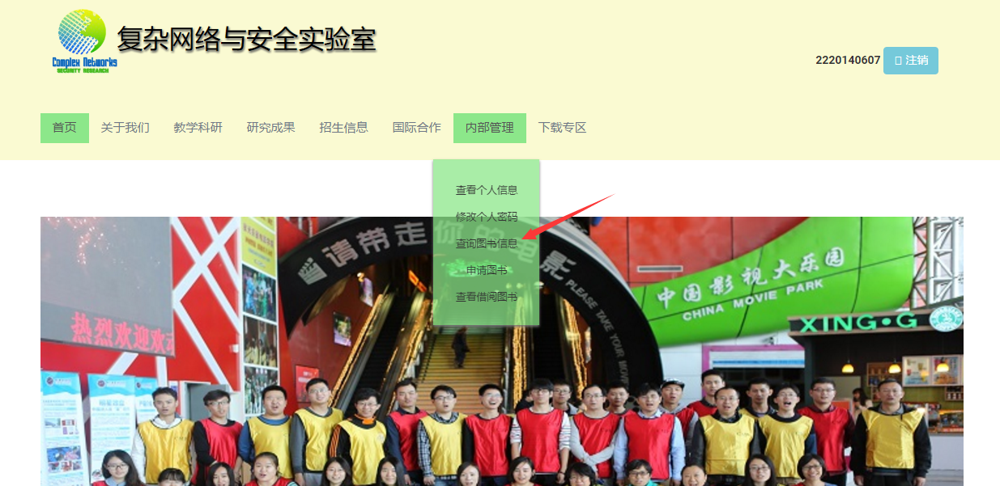 复杂网络与安全实验室
Complex Networks
SECURITY RESEARCH
2220140607 注销
首页 关于我们 教学科研 研究成果 招生信息 国际合作 内部管理 下载专区
查看个人信息
修改个人密码
查询图书信息
申请图书
查看借阅图书
请带走你的电影
PLEASE TAKE YOUR MOVIE
中国影视大乐园
CHINA MOVIE PARK
XING•G
热烈欢迎欢